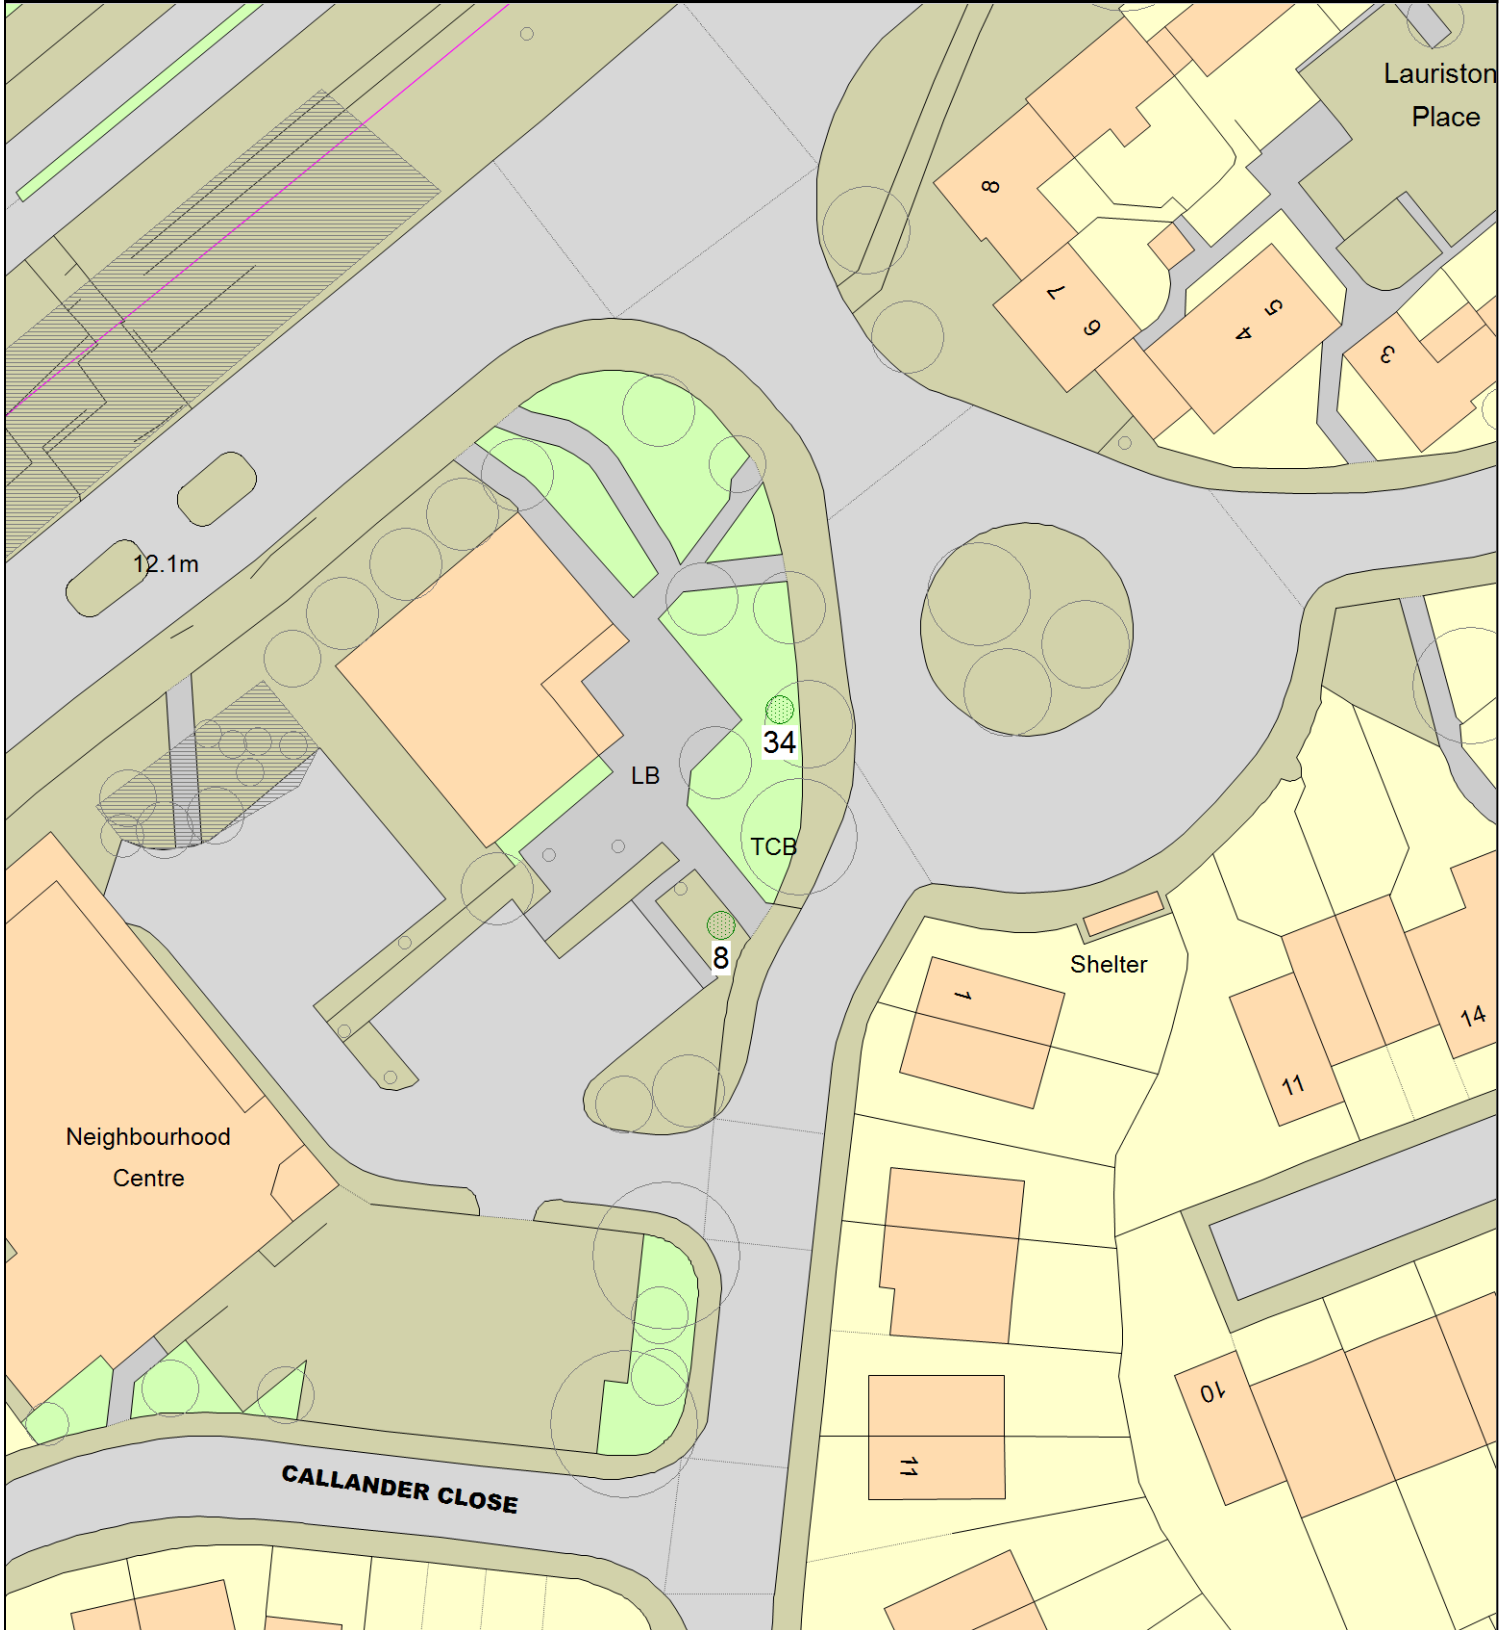 Lauriston
Place
8
7
6
5
4
3
12.1m
34
LB
TCB
8
Shelter
1
14
11
Neighbourhood
Centre
10
11
CALLANDER CLOSE